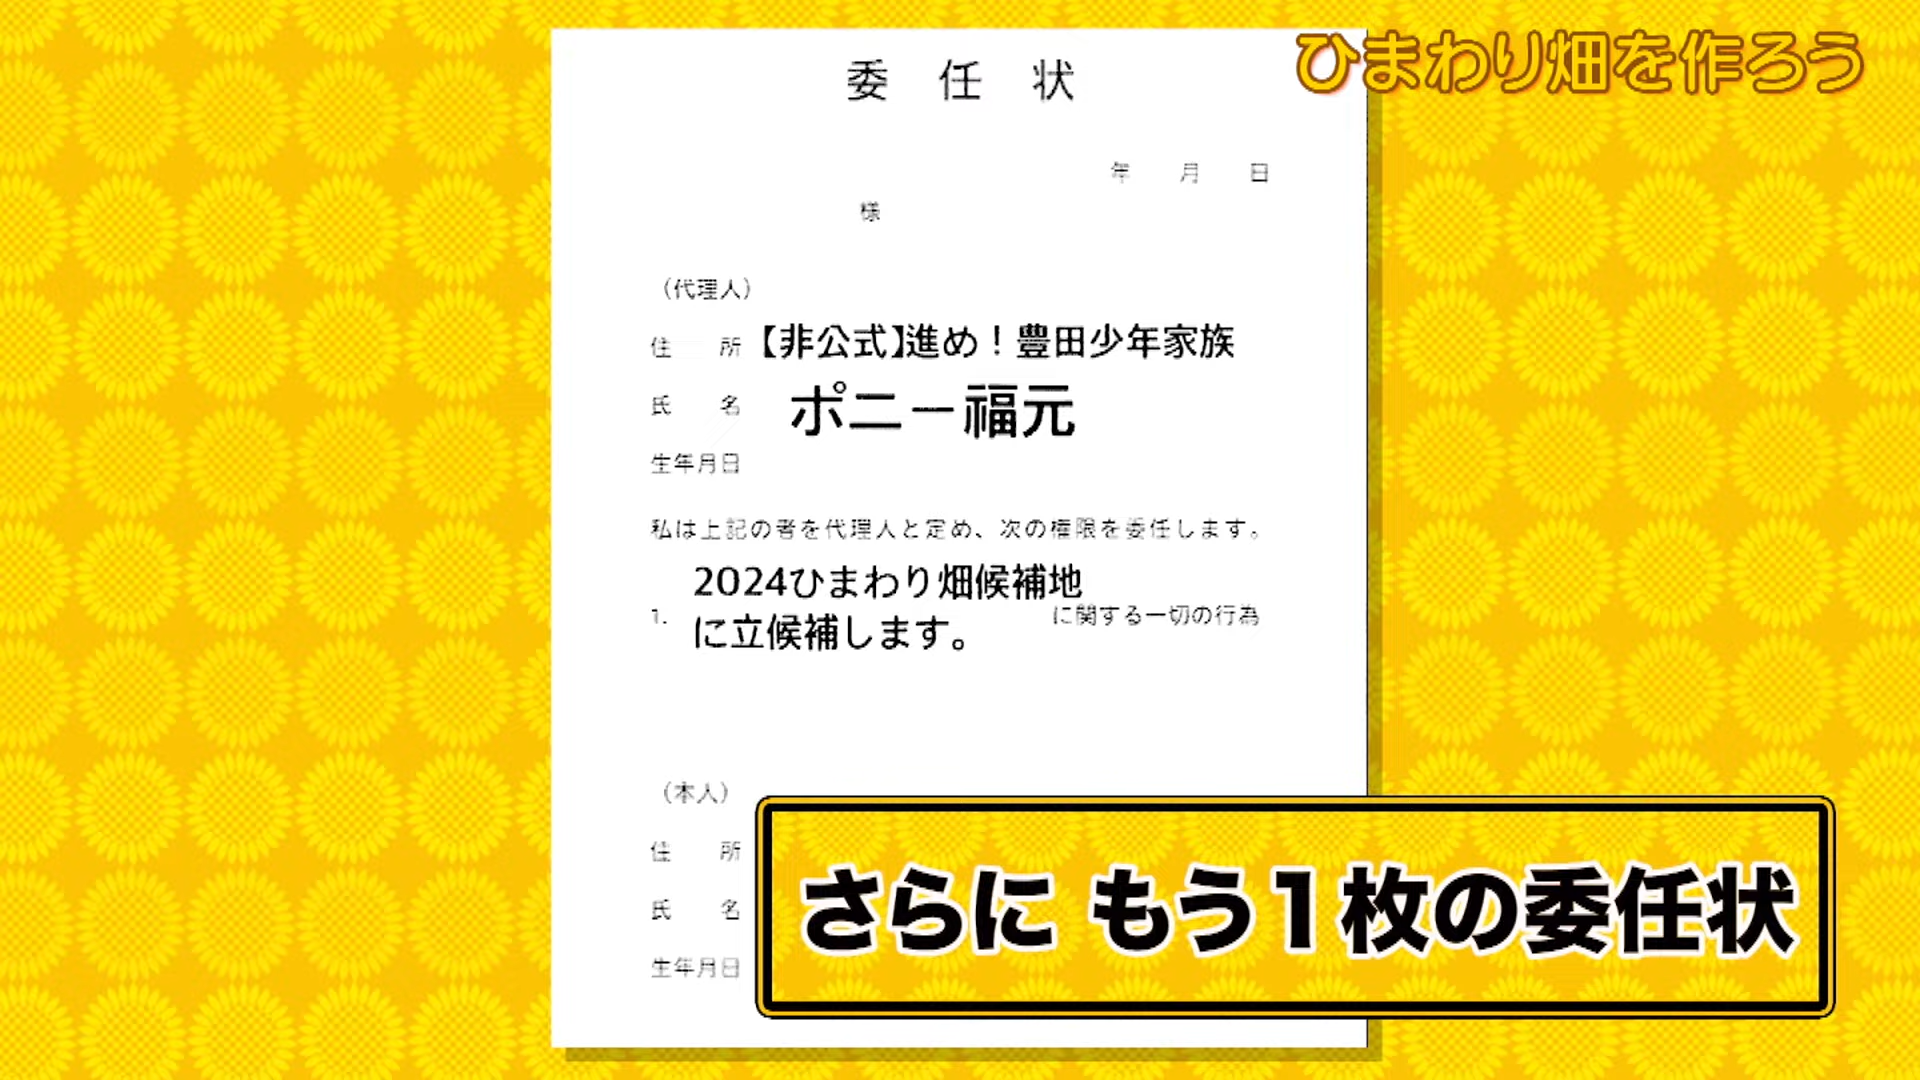 ひまわり畑を作ろう
委 任 状
年 月 日
様
（代理人）
住 所 【非公式】進め！豊田少年家族
氏 名 ポニー福元
生年月日
私は上記の者を代理人と定め、次の権限を委任します。
2024ひまわり畑候補地
1. に立候補します。 に関する一切の行為
（本人）
住 所
氏 名
生年月日
さらに もう1枚の委任状